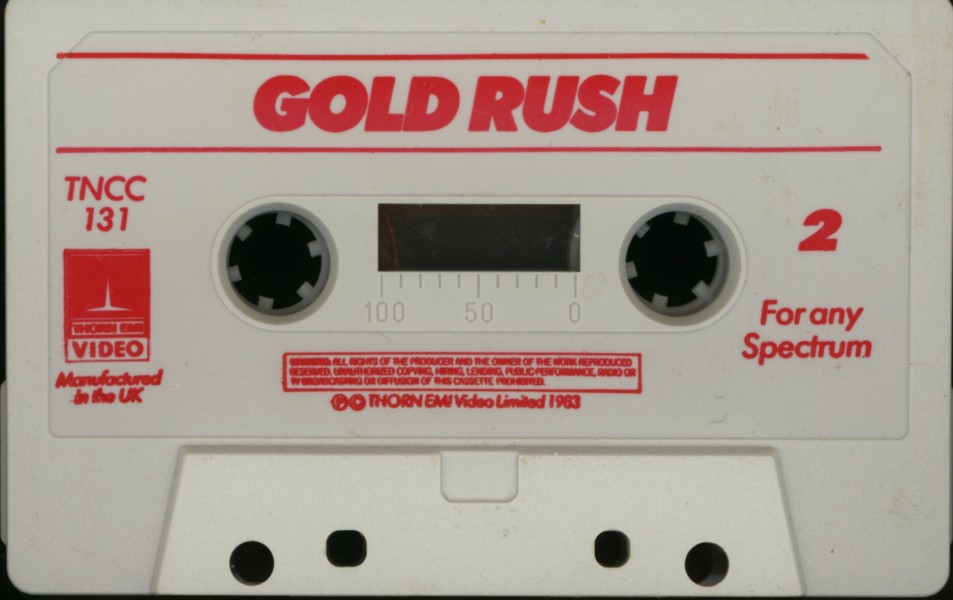 GOLD RUSH
TNCC
131
2
THORN EMI
VIDEO
Manufactured
in the UK
100 50 0
For any
Spectrum
WARNING: ALL RIGHTS OF THE PRODUCER AND THE OWNER OF THE WORK REPRODUCED
RESERVED. UNAUTHORIZED COPYING, HIRING, LENDING, PUBLIC PERFORMANCE, RADIO OR
TV BROADCASTING OR DIFFUSION OF THIS CASSETTE PROHIBITED.
Ⓟ © THORN EMI Video Limited 1983